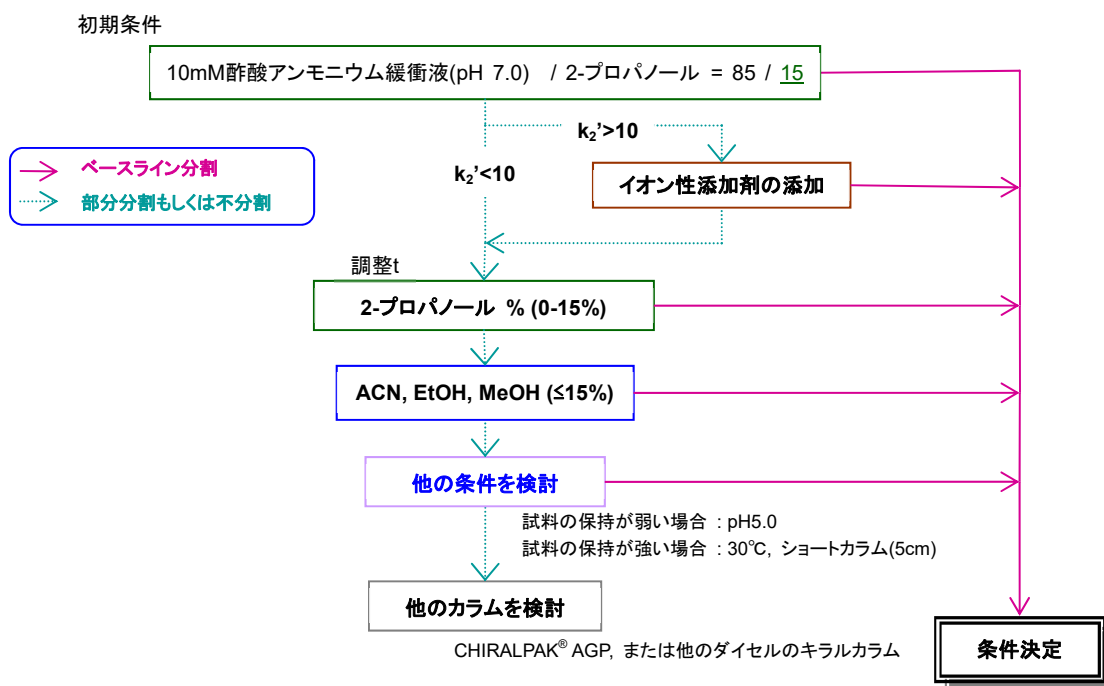 初期条件
10mM酢酸アンモニウム緩衝液(pH 7.0) / 2-プロパノール = 85 / 15
k2'>10
k2'<10
ベースライン分割
部分分割もしくは不分割
イオン性添加剤の添加
調整t
2-プロパノール % (0-15%)
ACN, EtOH, MeOH (≤15%)
他の条件を検討
試料の保持が弱い場合 : pH5.0
試料の保持が強い場合 : 30℃, ショートカラム(5cm)
他のカラムを検討
CHIRALPAK® AGP, または他のダイセルのキラルカラム
条件決定